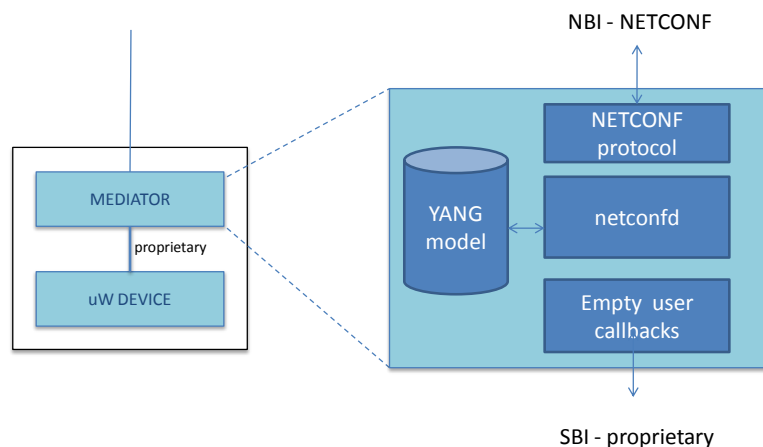 NBI - NETCONF
MEDIATOR
proprietary
uW DEVICE
NETCONF
protocol
YANG
model
netconfd
Empty user
callbacks
SBI - proprietary